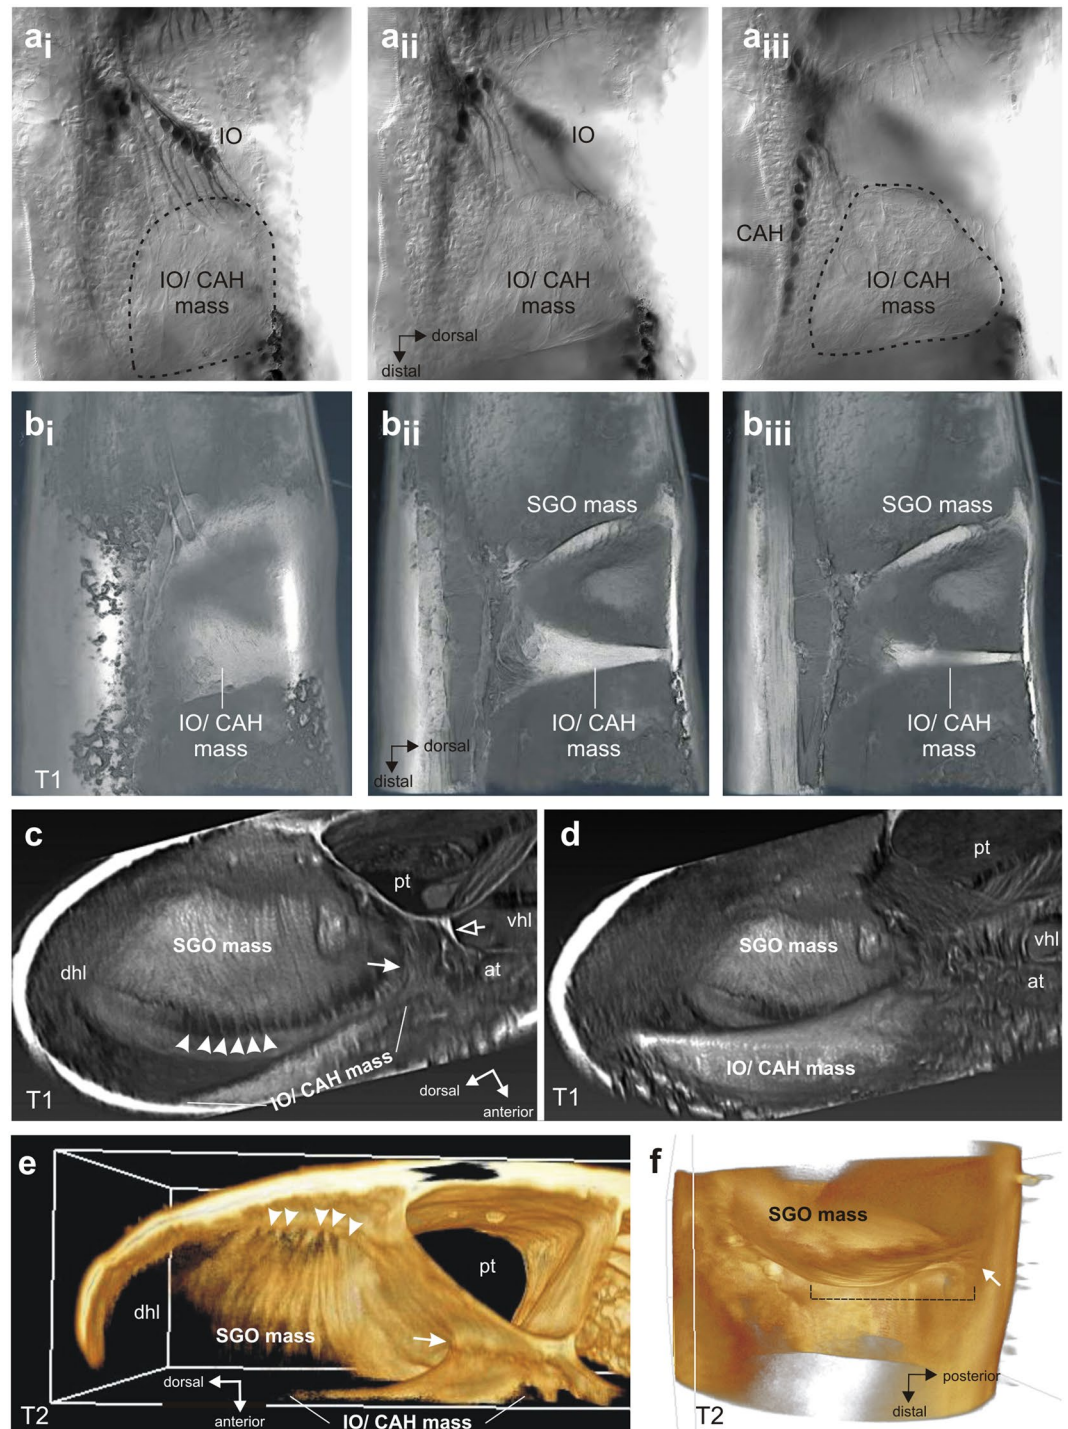 ai
aii
aiii
IO
IO
CAH
IO/ CAH
mass
IO/ CAH
mass
IO/ CAH
mass
dorsal
distal
bi
bii
biii
SGO mass
SGO mass
IO/ CAH
mass
IO/ CAH
mass
IO/ CAH
mass
dorsal
distal
T1
c
pt
SGO mass
vhl
dhl
at
IO/ CAH mass
dorsal
anterior
T1
d
pt
SGO mass
vhl
at
IO/ CAH mass
T1
e
pt
dhl
SGO mass
dorsal
anterior
IO/ CAH mass
T2
f
SGO mass
posterior
distal
T2